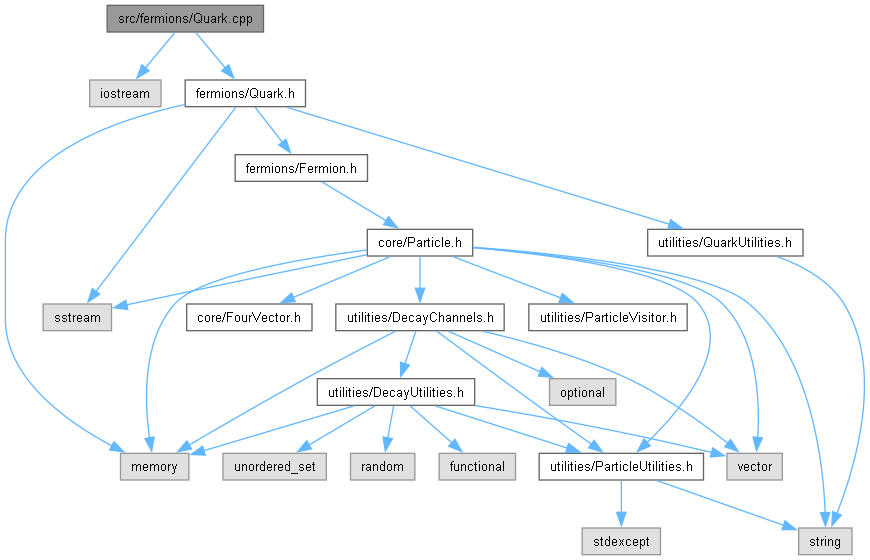 src/fermions/Quark.cpp
iostream
fermions/Quark.h
fermions/Fermion.h
core/Particle.h
utilities/QuarkUtilities.h
sstream
core/FourVector.h
utilities/DecayChannels.h
utilities/ParticleVisitor.h
utilities/DecayUtilities.h
optional
memory
unordered_set
random
functional
utilities/ParticleUtilities.h
vector
stdexcept
string